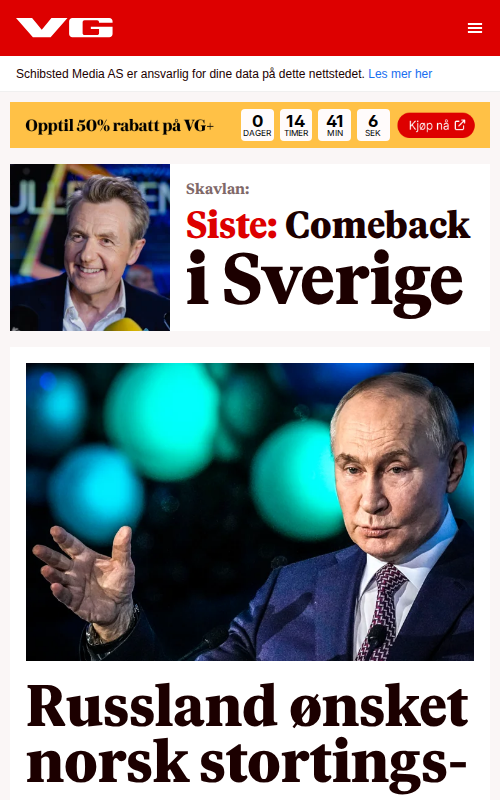 VG
Schibsted Media AS er ansvarlig for dine data på dette nettstedet. Les mer her
Opptil 50% rabatt på VG+
0 14 41 6
DAGER TIMER MIN SEK
Kjøp nå
Skavlan:
Siste: Comeback
i Sverige
Russland ønsket
norsk stortings-